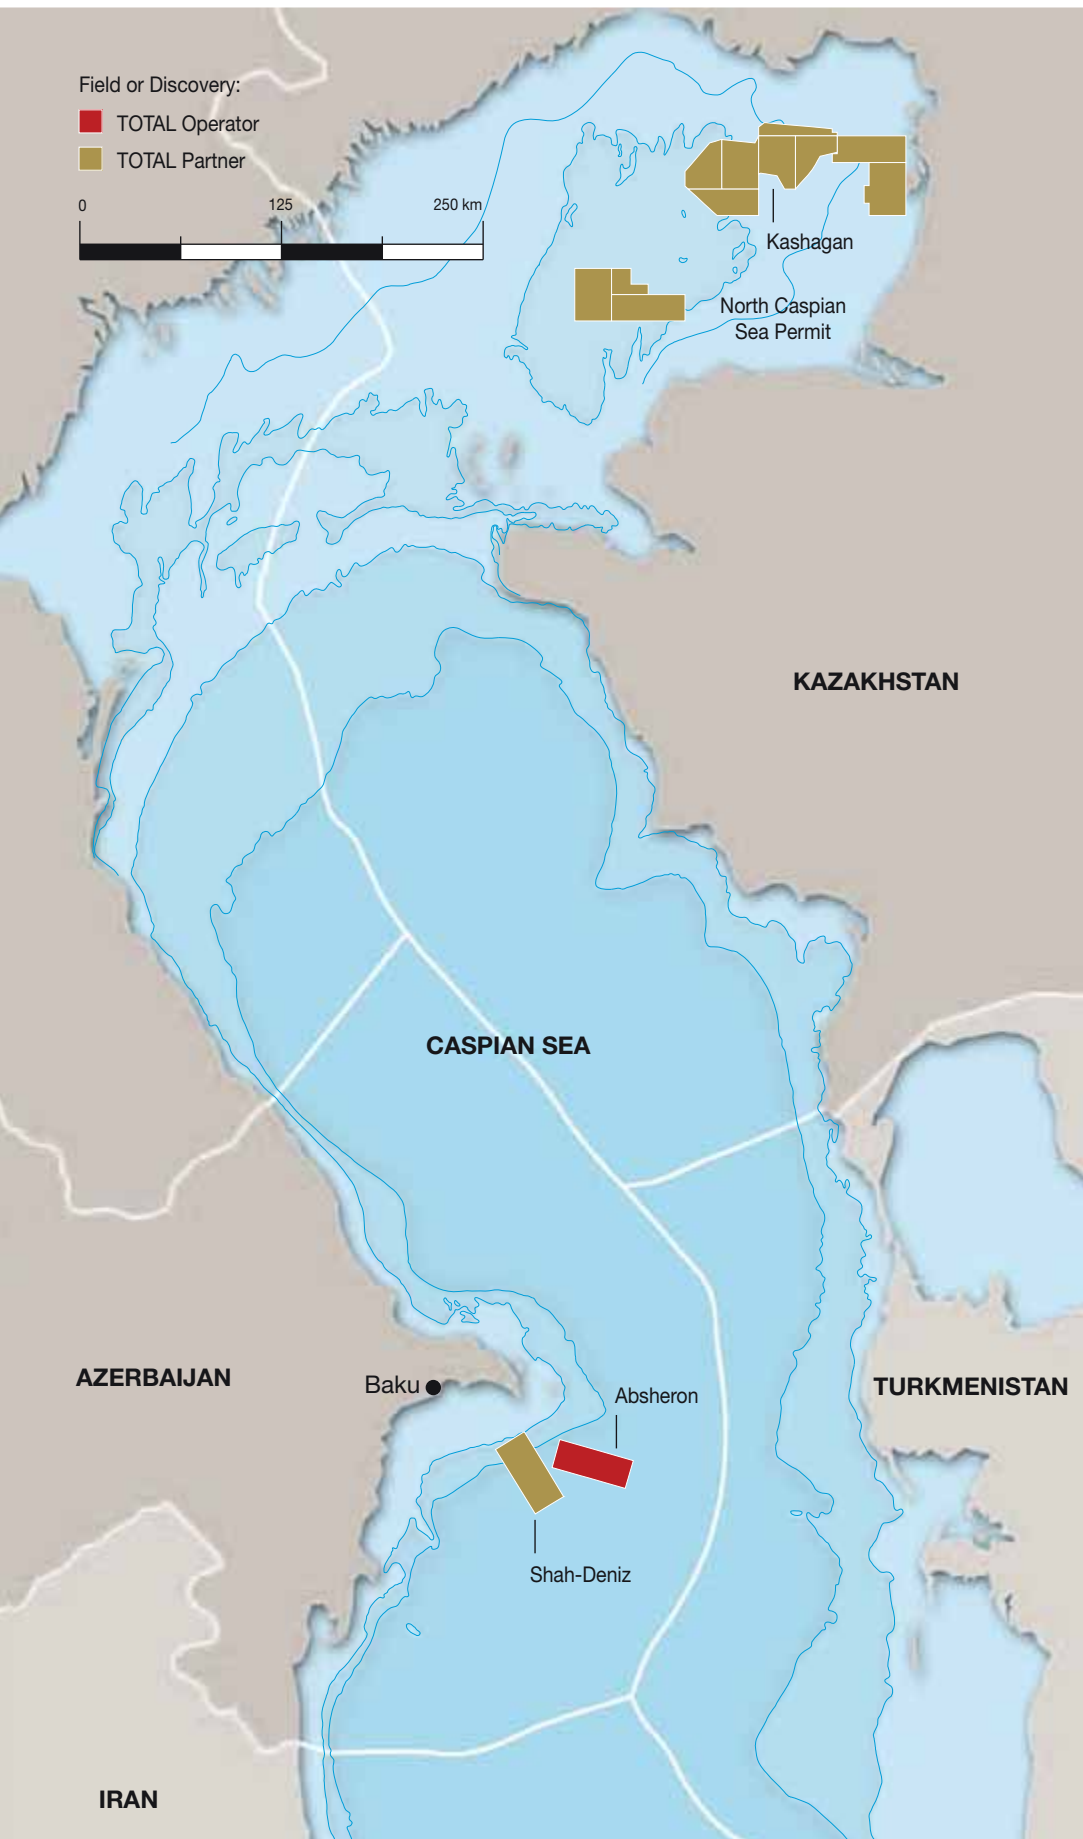 Field or Discovery:
TOTAL Operator
TOTAL Partner
0 125 250 km
Kashagan
North Caspian
Sea Permit
KAZAKHSTAN
CASPIAN SEA
AZERBAIJAN
Baku
Absheron
TURKMENISTAN
Shah-Deniz
IRAN